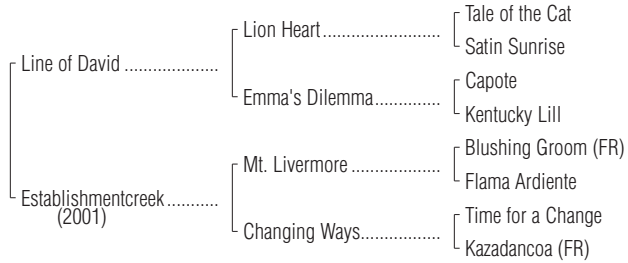 Tale of the Cat
Lion Heart
Satin Sunrise
Line of David
Capote
Emma's Dilemma
Kentucky Lill
Blushing Groom (FR)
Mt. Livermore
Flama Ardiente
Establishmentcreek
(2001)
Time for a Change
Changing Ways
Kazadancoa (FR)